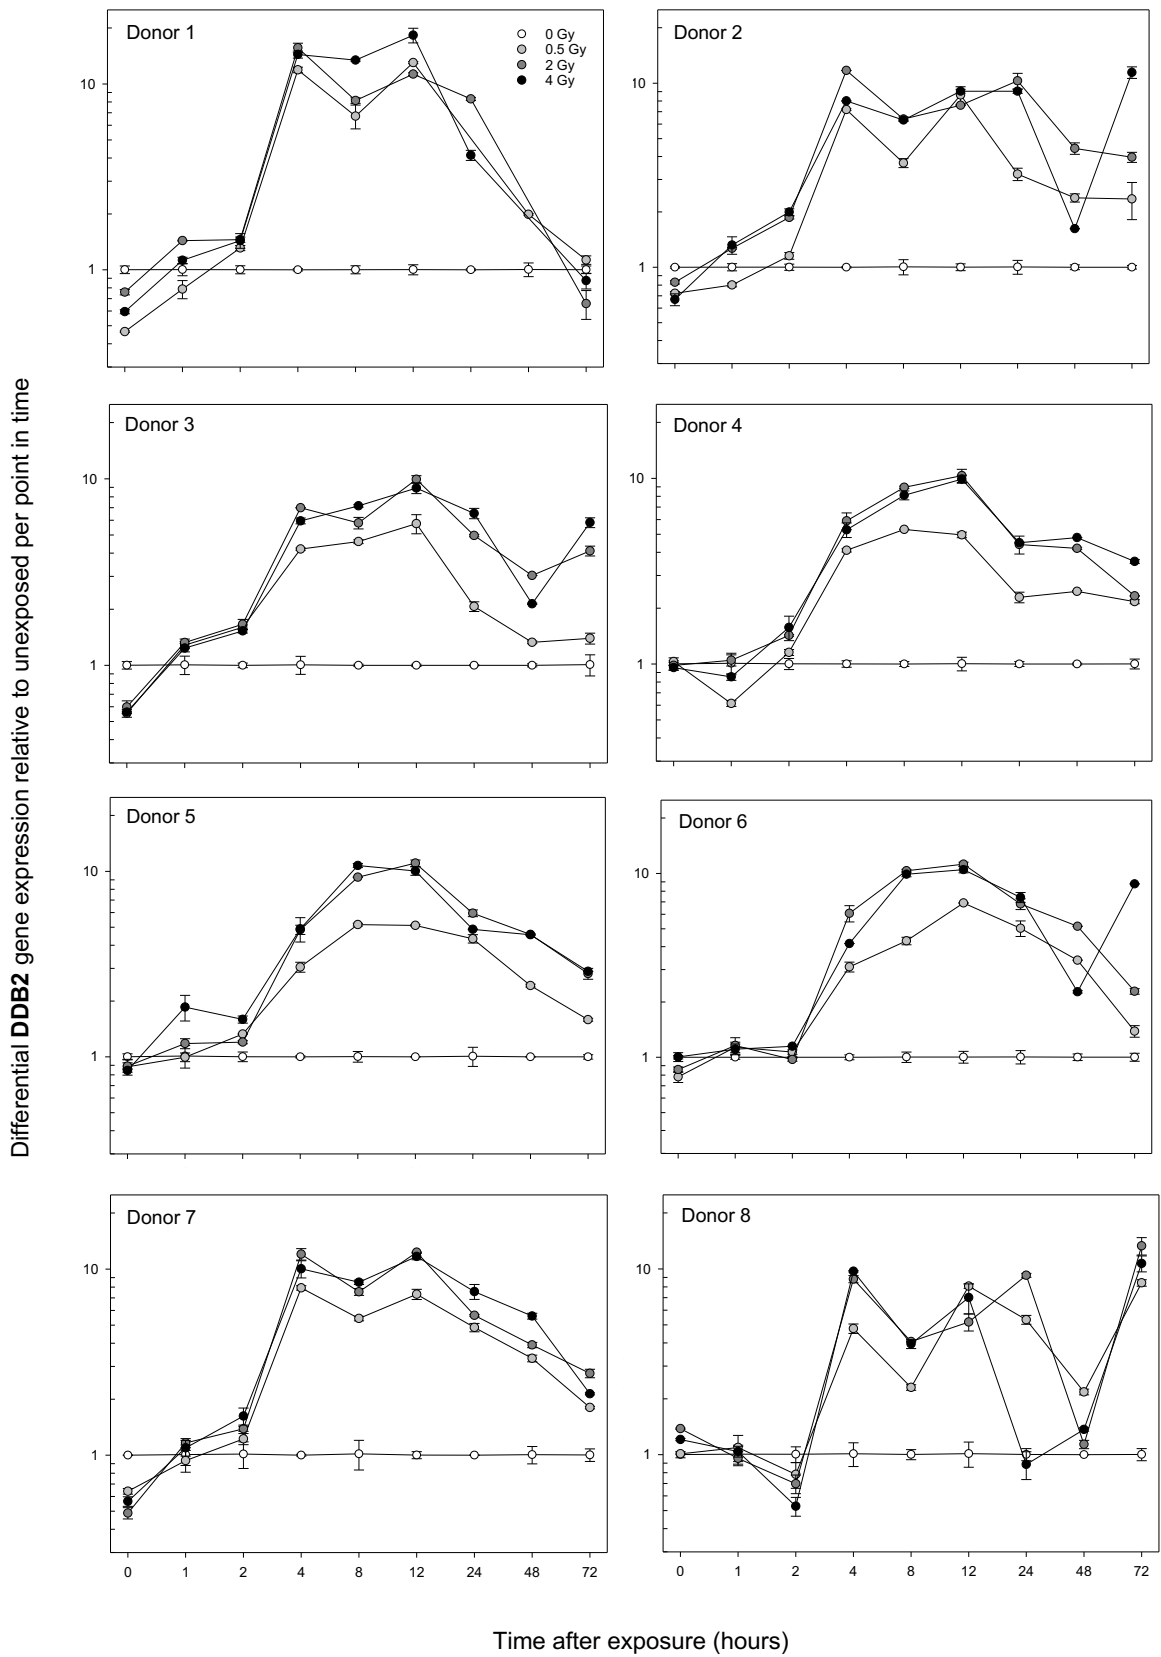 Differential DDB2 gene expression relative to unexposed per point in time
Donor 1
0 Gy
0.5 Gy
2 Gy
4 Gy
10
1
Donor 2
10
1
Donor 3
10
1
Donor 4
10
1
Donor 5
10
1
Donor 6
10
1
Donor 7
10
1
0 1 2 4 8 12 24 48 72
Donor 8
10
1
0 1 2 4 8 12 24 48 72
Time after exposure (hours)